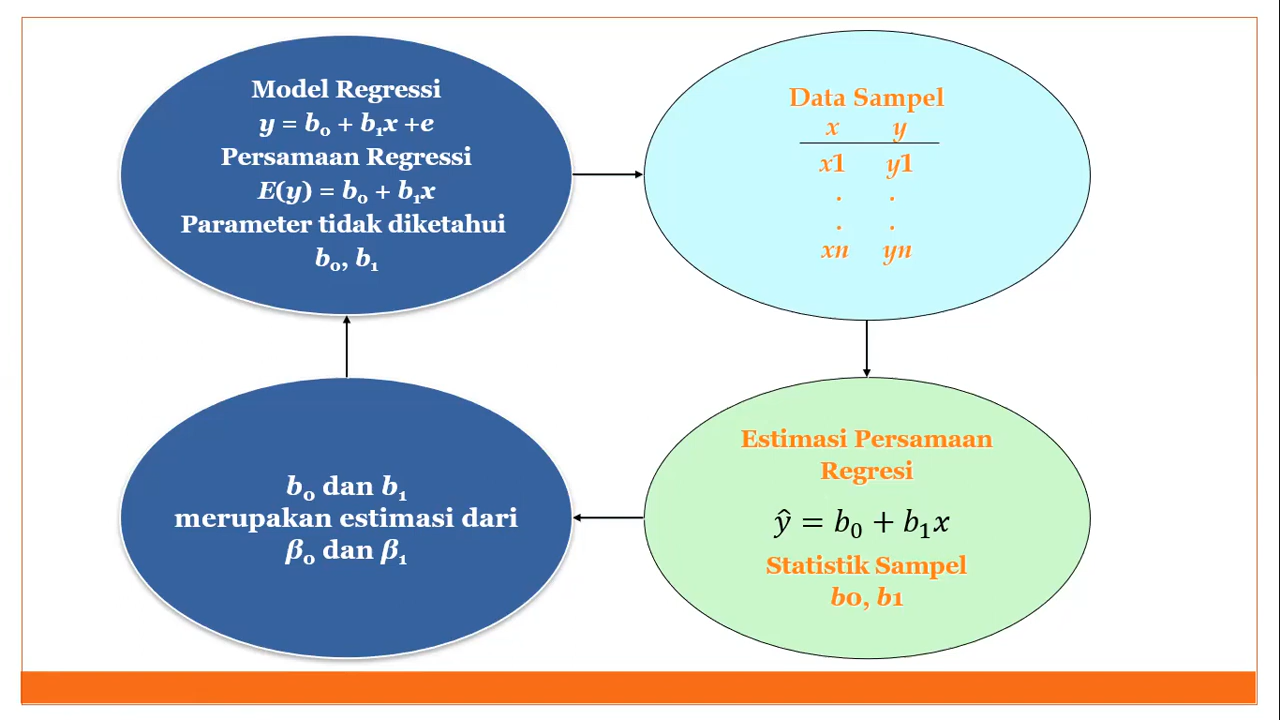 Model Regressi
y = b₀ + b₁x +e
Persamaan Regressi
E(y) = b₀ + b₁x
Parameter tidak diketahui
b₀, b₁
Data Sampel
x y
x1 y1
. .
. .
xn yn
b₀ dan b₁
merupakan estimasi dari
β₀ dan β₁
Estimasi Persamaan
Regresi
ŷ = b₀ + b₁x
Statistik Sampel
b0, b1